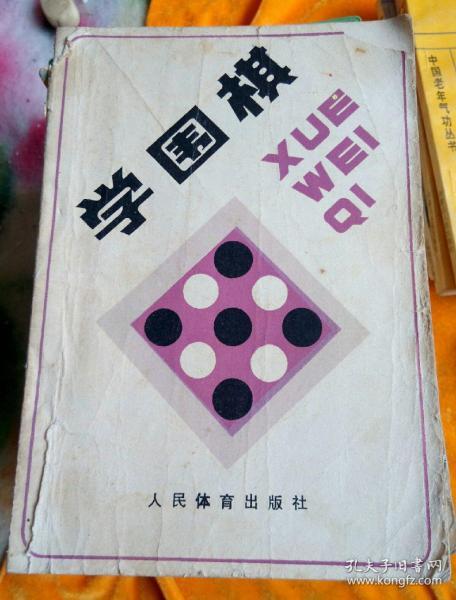 学围棋
XUE
WEI
QI
人民体育出版社
中国老年气功丛书
孔夫子旧书网
www.kongfz.com